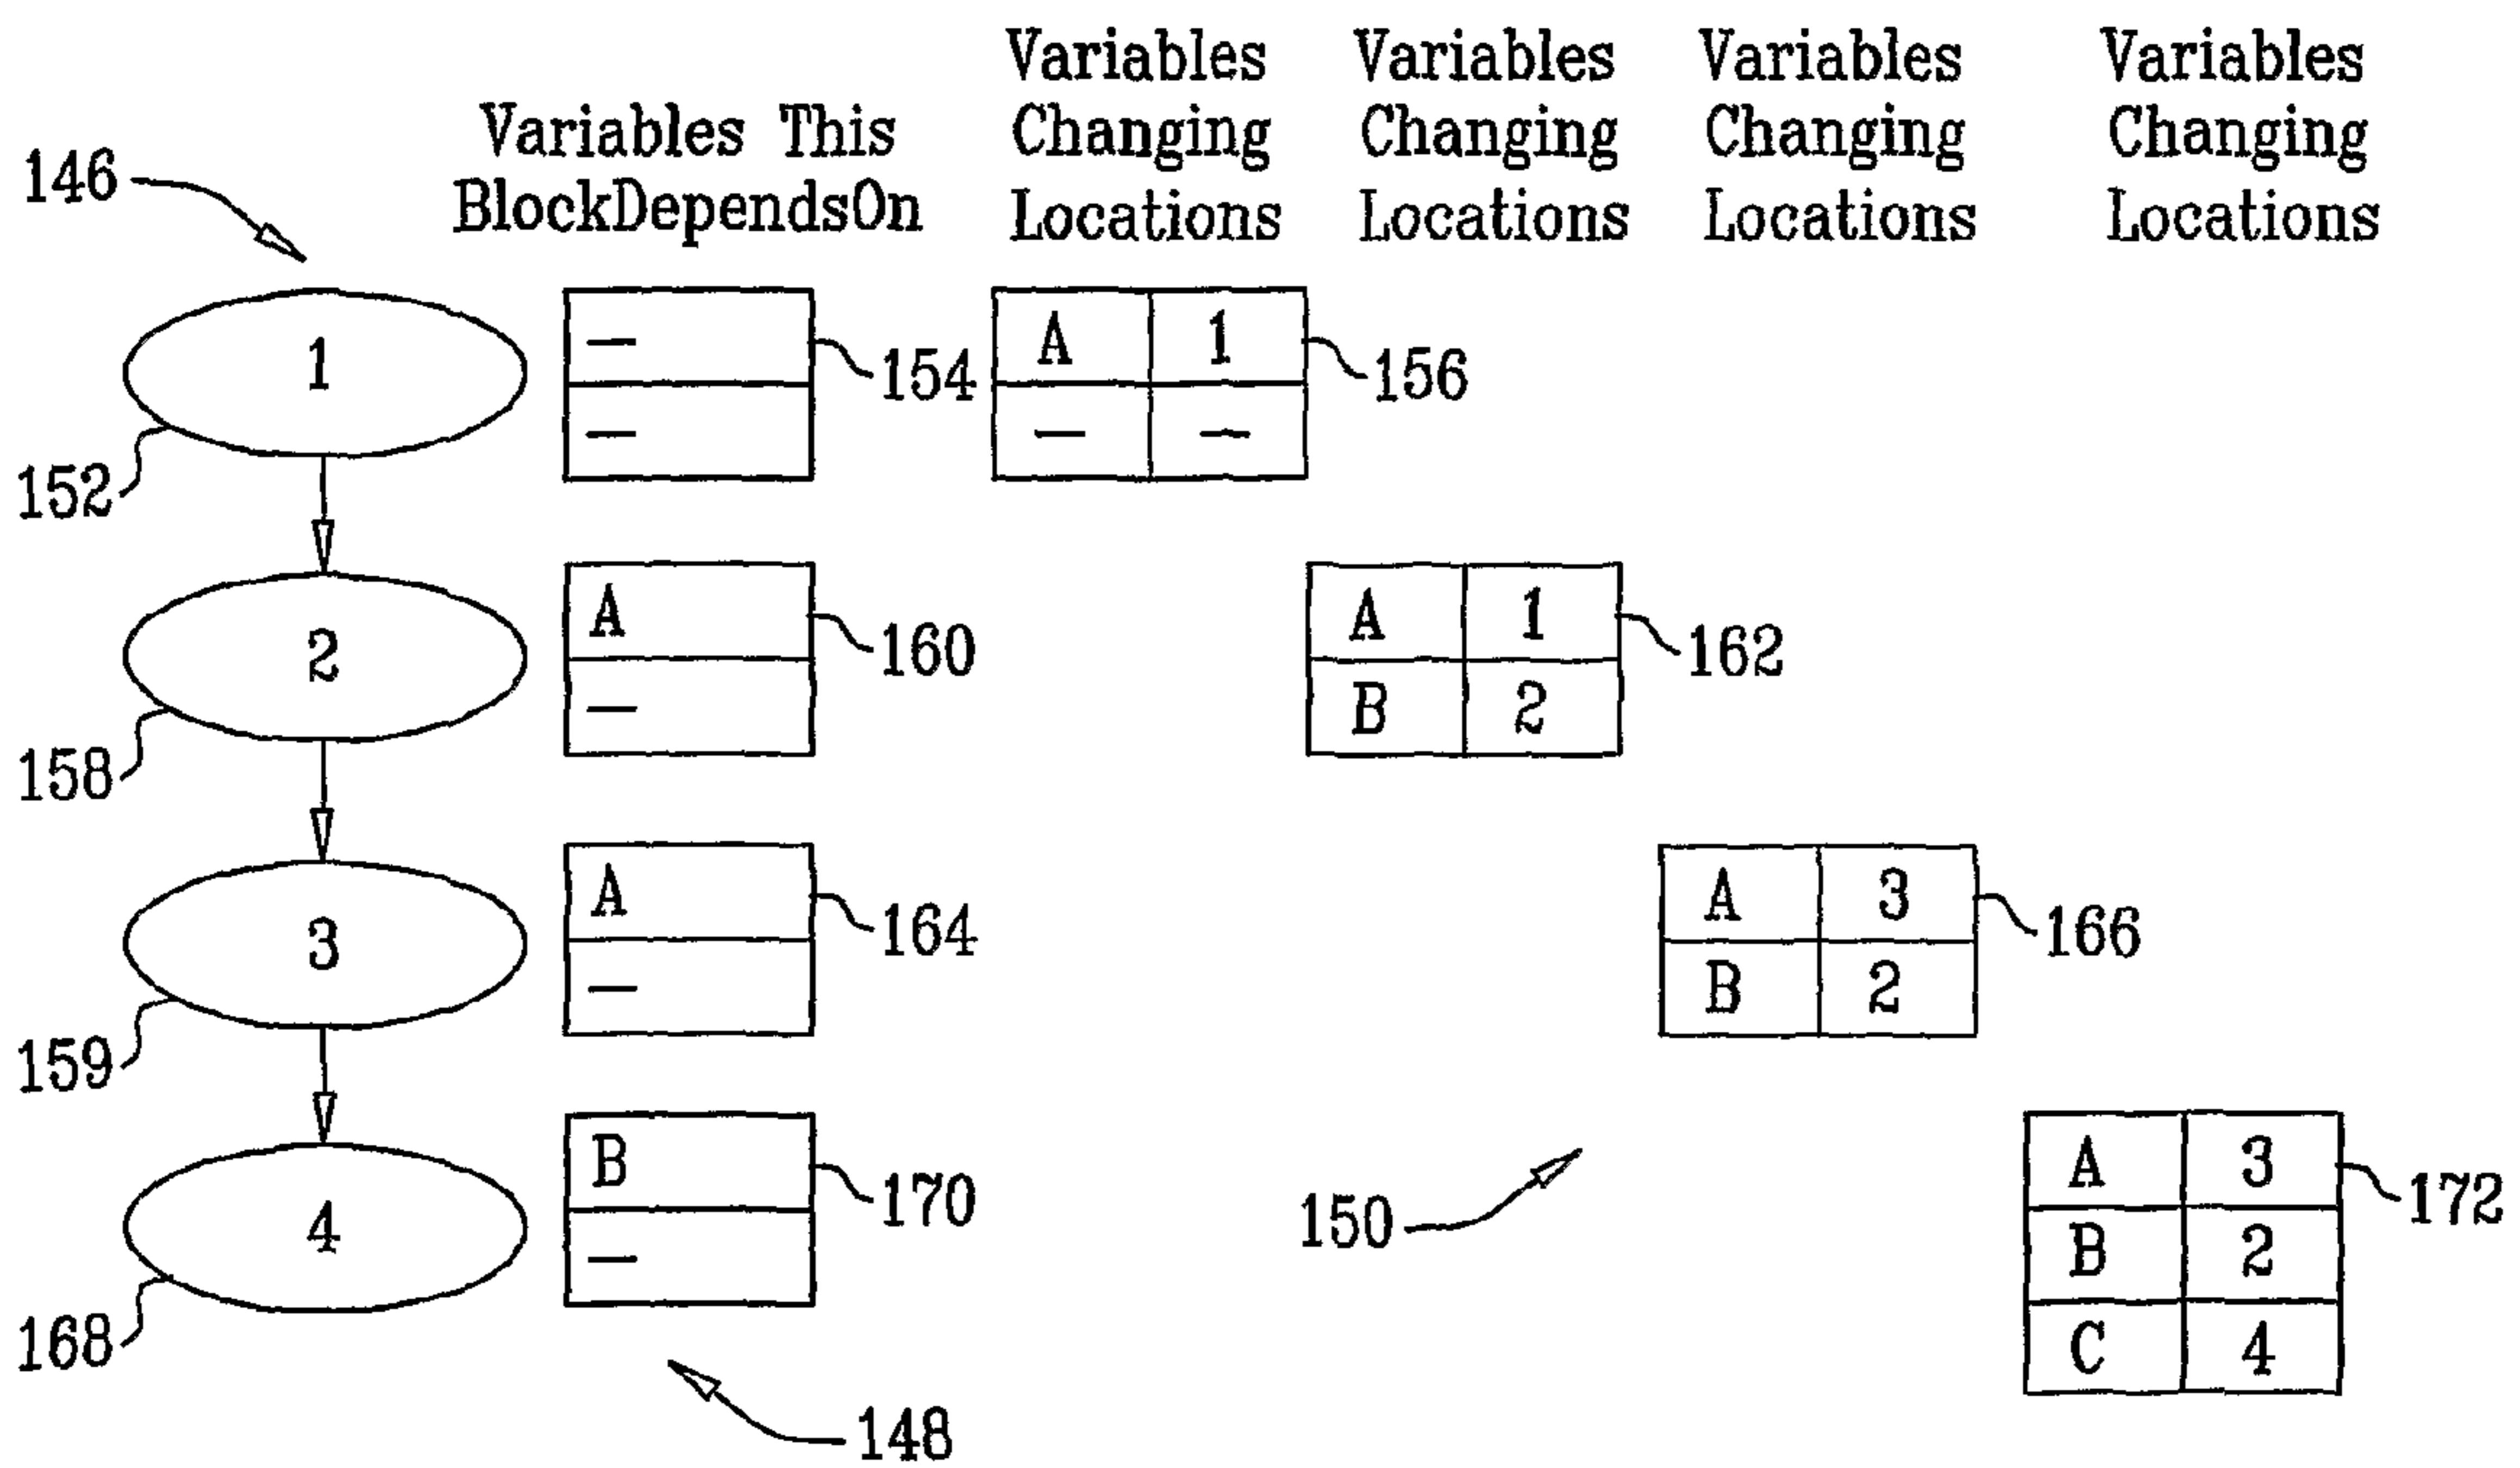 Variables This
BlockDependsOn
Variables
Changing
Locations
Variables
Changing
Locations
Variables
Changing
Locations
Variables
Changing
Locations
146
1
—
—
154
A 1
— —
156
152
2
A
—
160
A 1
B 2
162
158
3
A
—
164
A 3
B 2
166
159
4
B
—
170
150
A 3
B 2
C 4
172
168
148